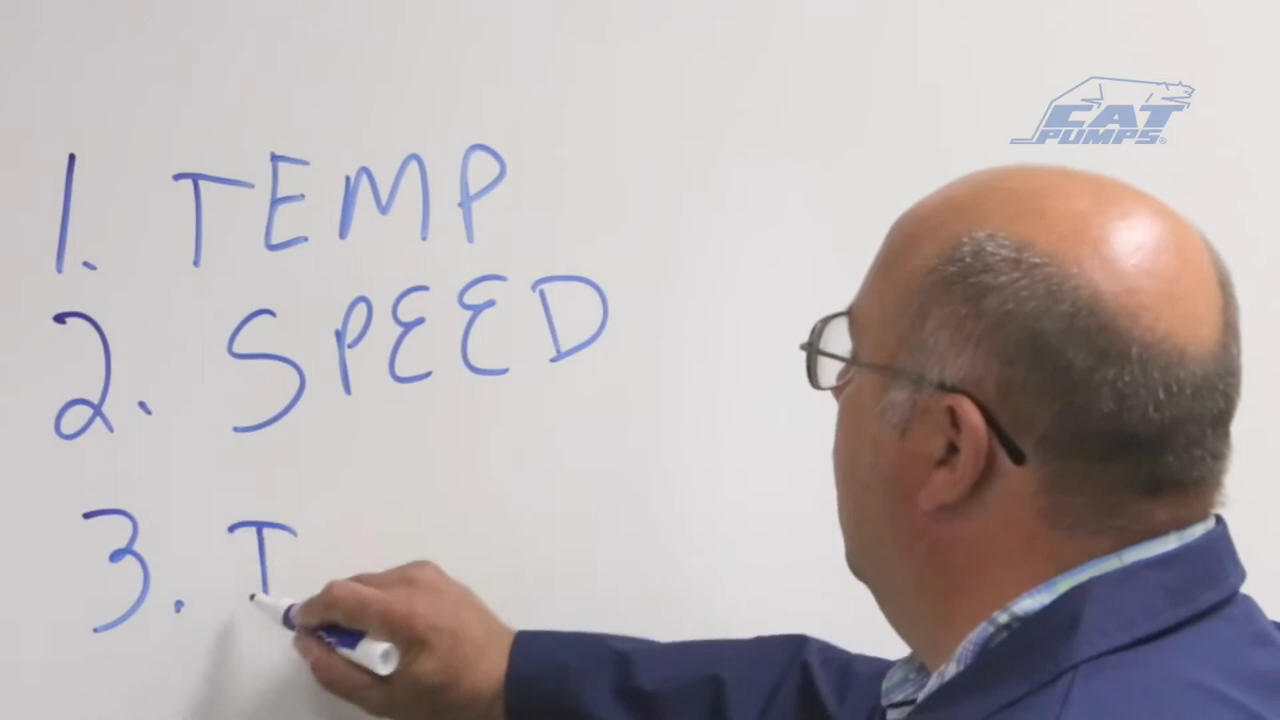 CAT
PUMPS®
1. TEMP
2. SPEED
3. I